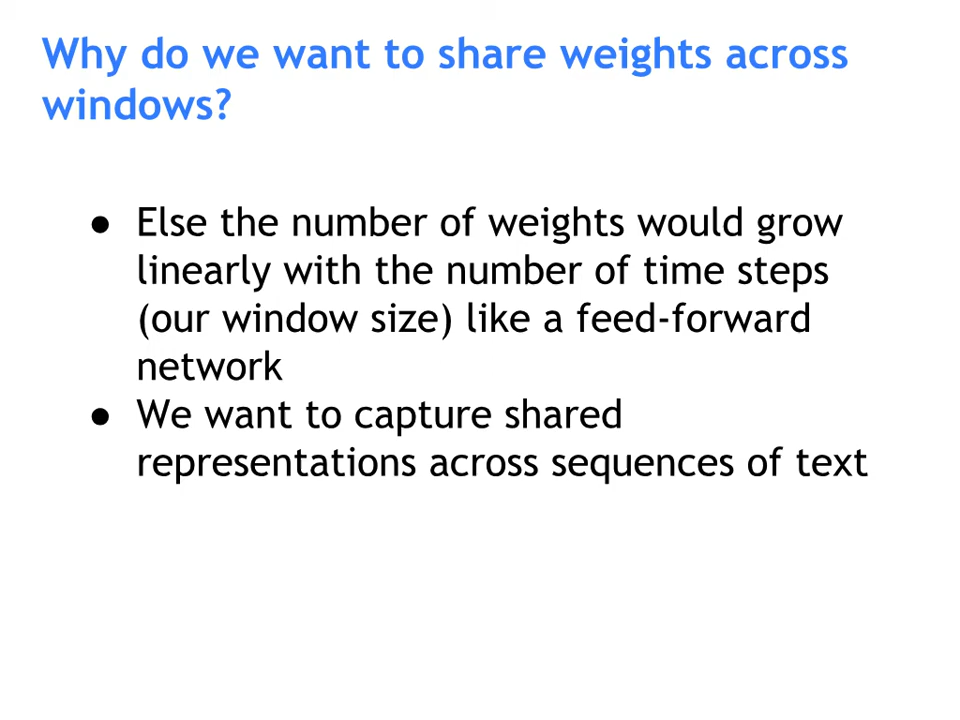 Why do we want to share weights across
windows?
● Else the number of weights would grow
linearly with the number of time steps
(our window size) like a feed-forward
network
● We want to capture shared
representations across sequences of text